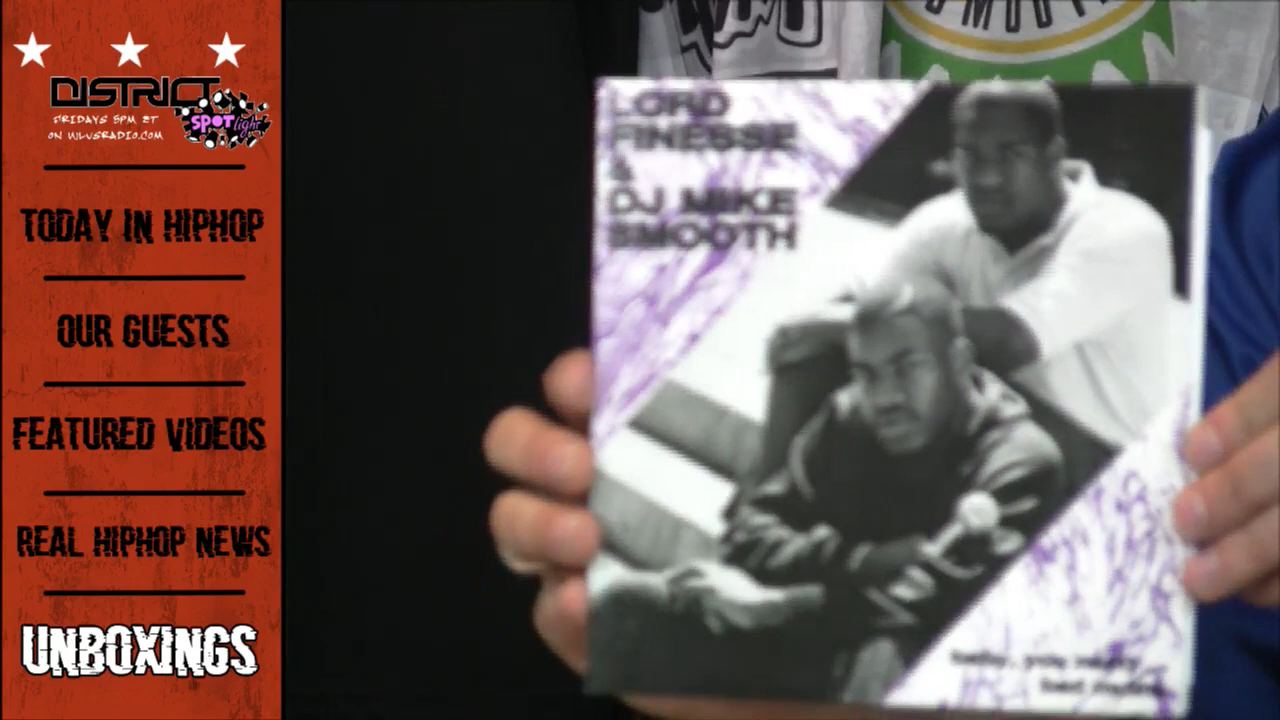 DISTRICT
SPOTlight
FRIDAYS 5PM ET
ON WLUSRADIO.COM
TODAY IN HIPHOP
OUR GUESTS
FEATURED VIDEOS
REAL HIPHOP NEWS
UNBOXINGS
LORD
FINESSE
&
DJ MIKE
SMOOTH